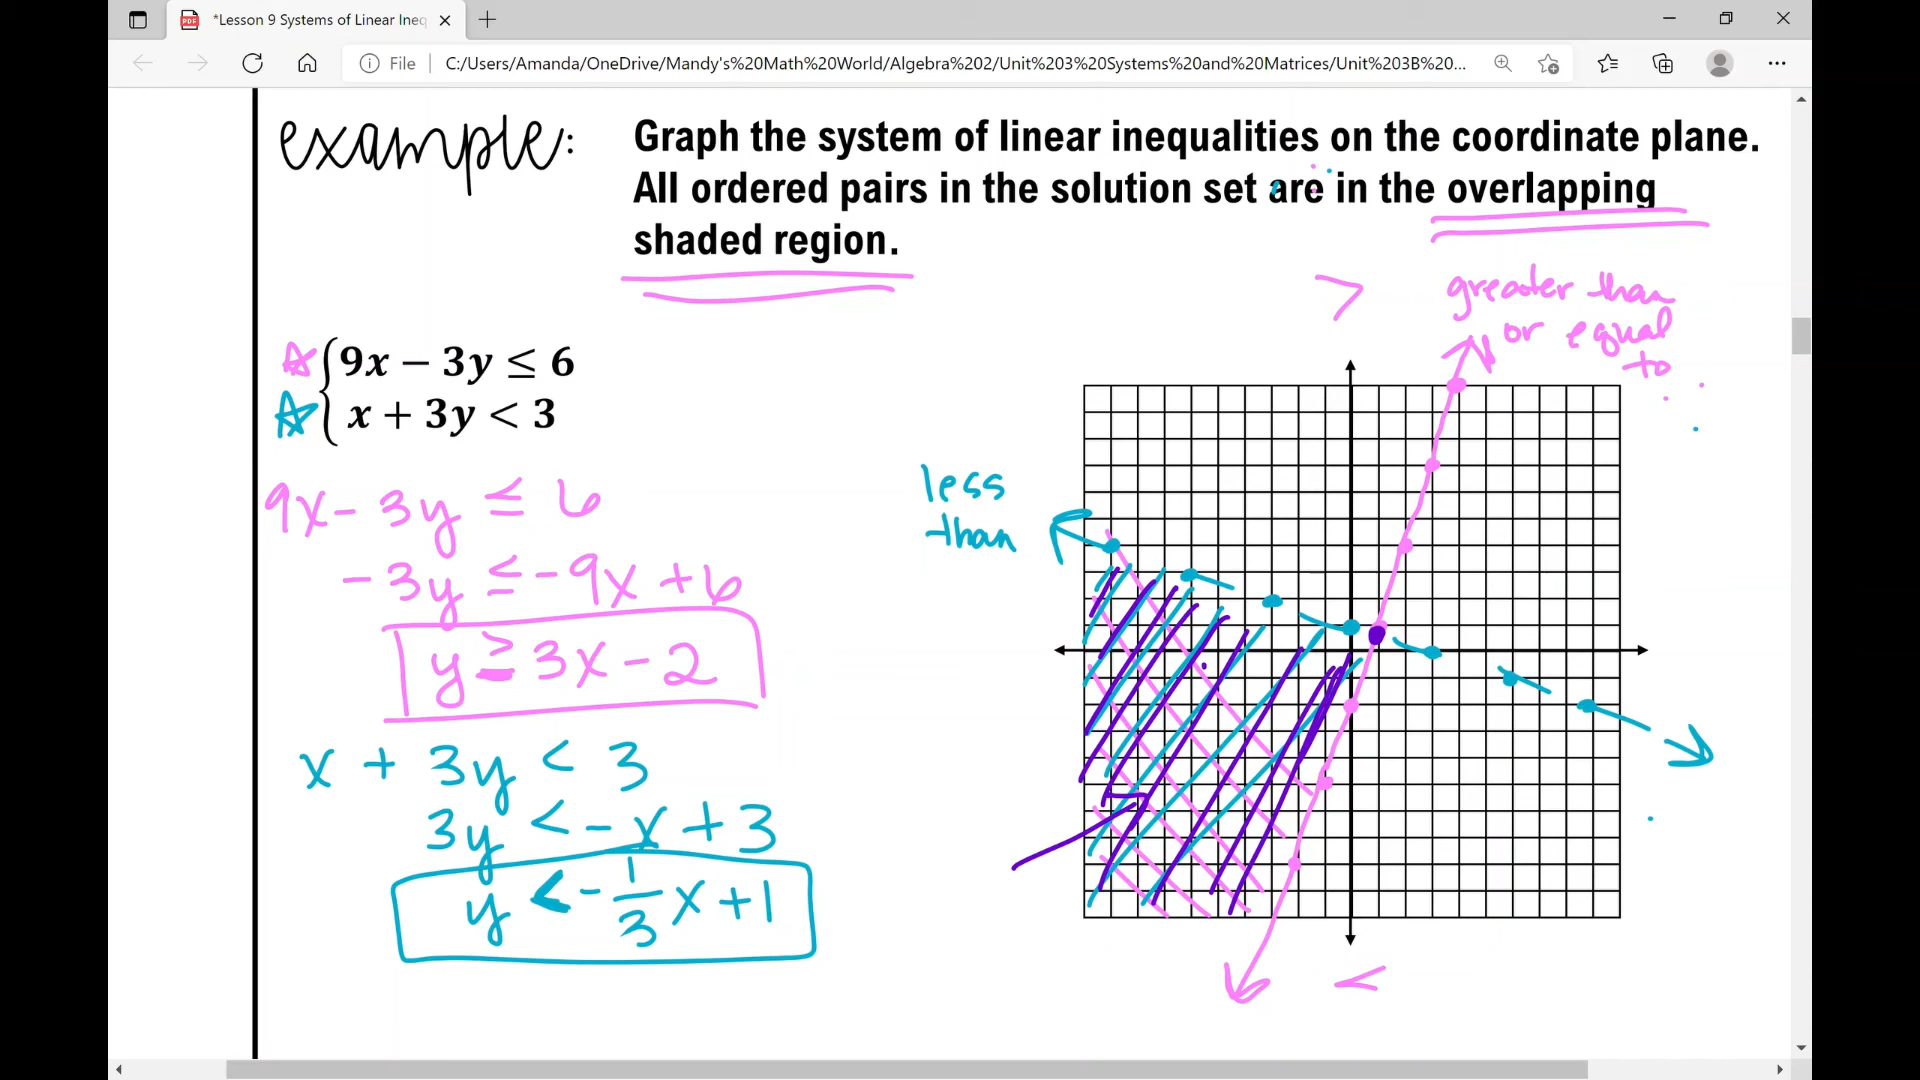 *Lesson 9 Systems of Linear Ineq
File C:/Users/Amanda/OneDrive/Mandy's%20Math%20World/Algebra%202/Unit%203%20Systems%20and%20Matrices/Unit%203B%20...
example:
Graph the system of linear inequalities on the coordinate plane.
All ordered pairs in the solution set are in the overlapping
shaded region.
>
greater than
or equal
to
9x − 3y ≤ 6
x + 3y < 3
9x - 3y ≤ 6
-3y ≤ -9x + 6
y ≥ 3x - 2
x + 3y < 3
3y < -x + 3
y < -1/3 x + 1
less
than
<